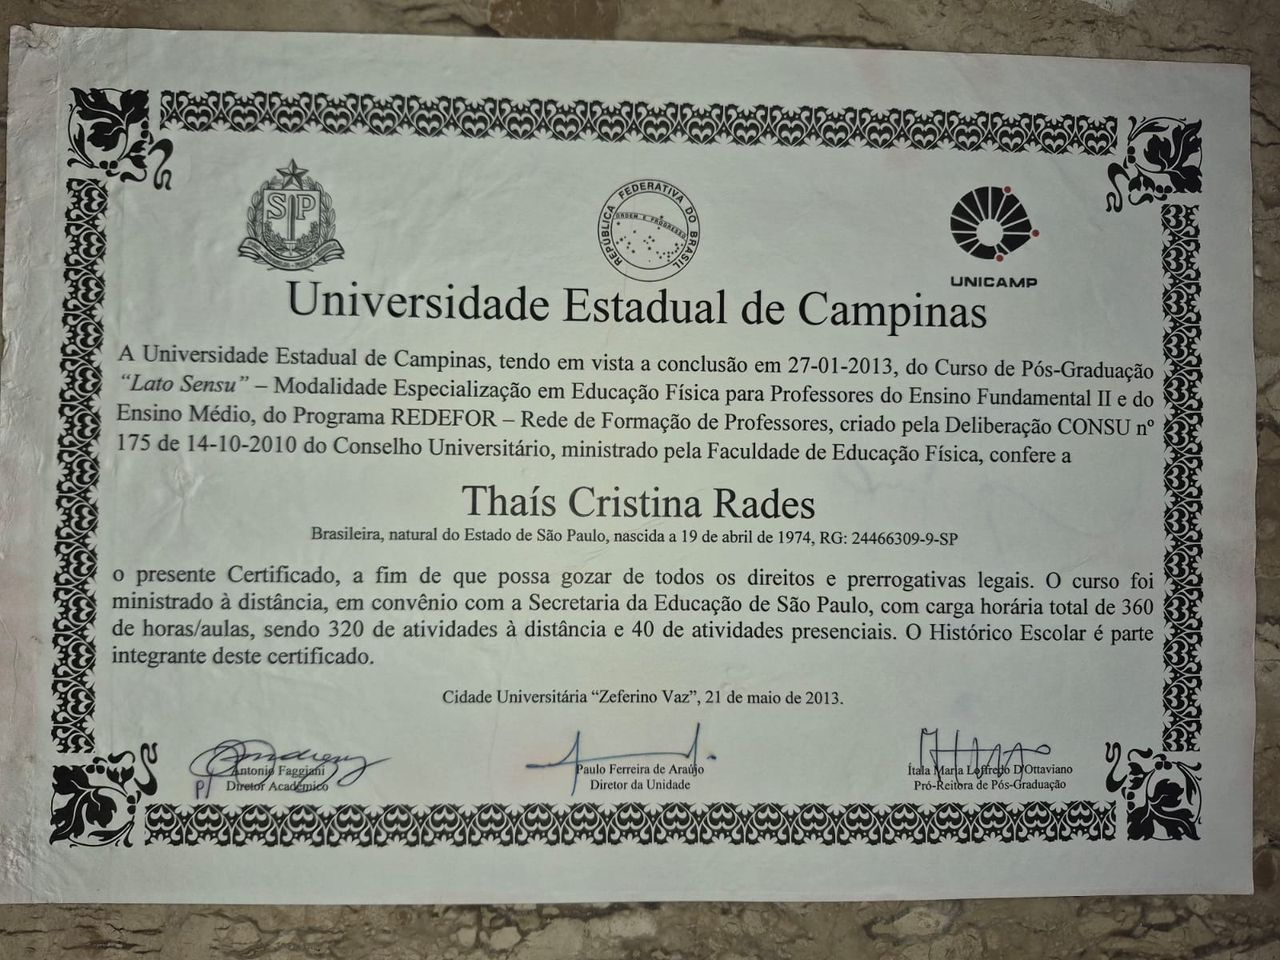 SP
REPÚBLICA FEDERATIVA DO BRASIL
ORDEM E PROGRESSO
UNICAMP
Universidade Estadual de Campinas
A Universidade Estadual de Campinas, tendo em vista a conclusão em 27-01-2013, do Curso de Pós-Graduação
“Lato Sensu” – Modalidade Especialização em Educação Física para Professores do Ensino Fundamental II e do
Ensino Médio, do Programa REDEFOR – Rede de Formação de Professores, criado pela Deliberação CONSU nº
175 de 14-10-2010 do Conselho Universitário, ministrado pela Faculdade de Educação Física, confere a
Thaís Cristina Rades
Brasileira, natural do Estado de São Paulo, nascida a 19 de abril de 1974, RG: 24466309-9-SP
o presente Certificado, a fim de que possa gozar de todos os direitos e prerrogativas legais. O curso foi
ministrado à distância, em convênio com a Secretaria da Educação de São Paulo, com carga horária total de 360
de horas/aulas, sendo 320 de atividades à distância e 40 de atividades presenciais. O Histórico Escolar é parte
integrante deste certificado.
Cidade Universitária “Zeferino Vaz”, 21 de maio de 2013.
Antonio Faggiani
Diretor Acadêmico
Paulo Ferreira de Araújo
Diretor da Unidade
Ítala Maria Loffredo D'Ottaviano
Pró-Reitora de Pós-Graduação